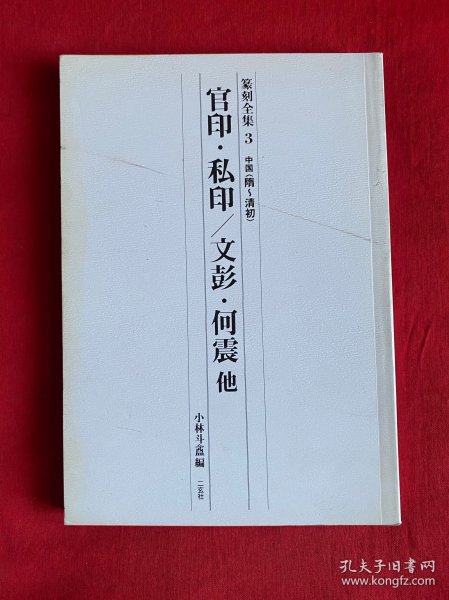 篆刻全集 3 中国(隋~清初)
官印・私印/文彭・何震 他
小林斗盦編 二玄社
孔夫子旧书网
www.kongfz.com